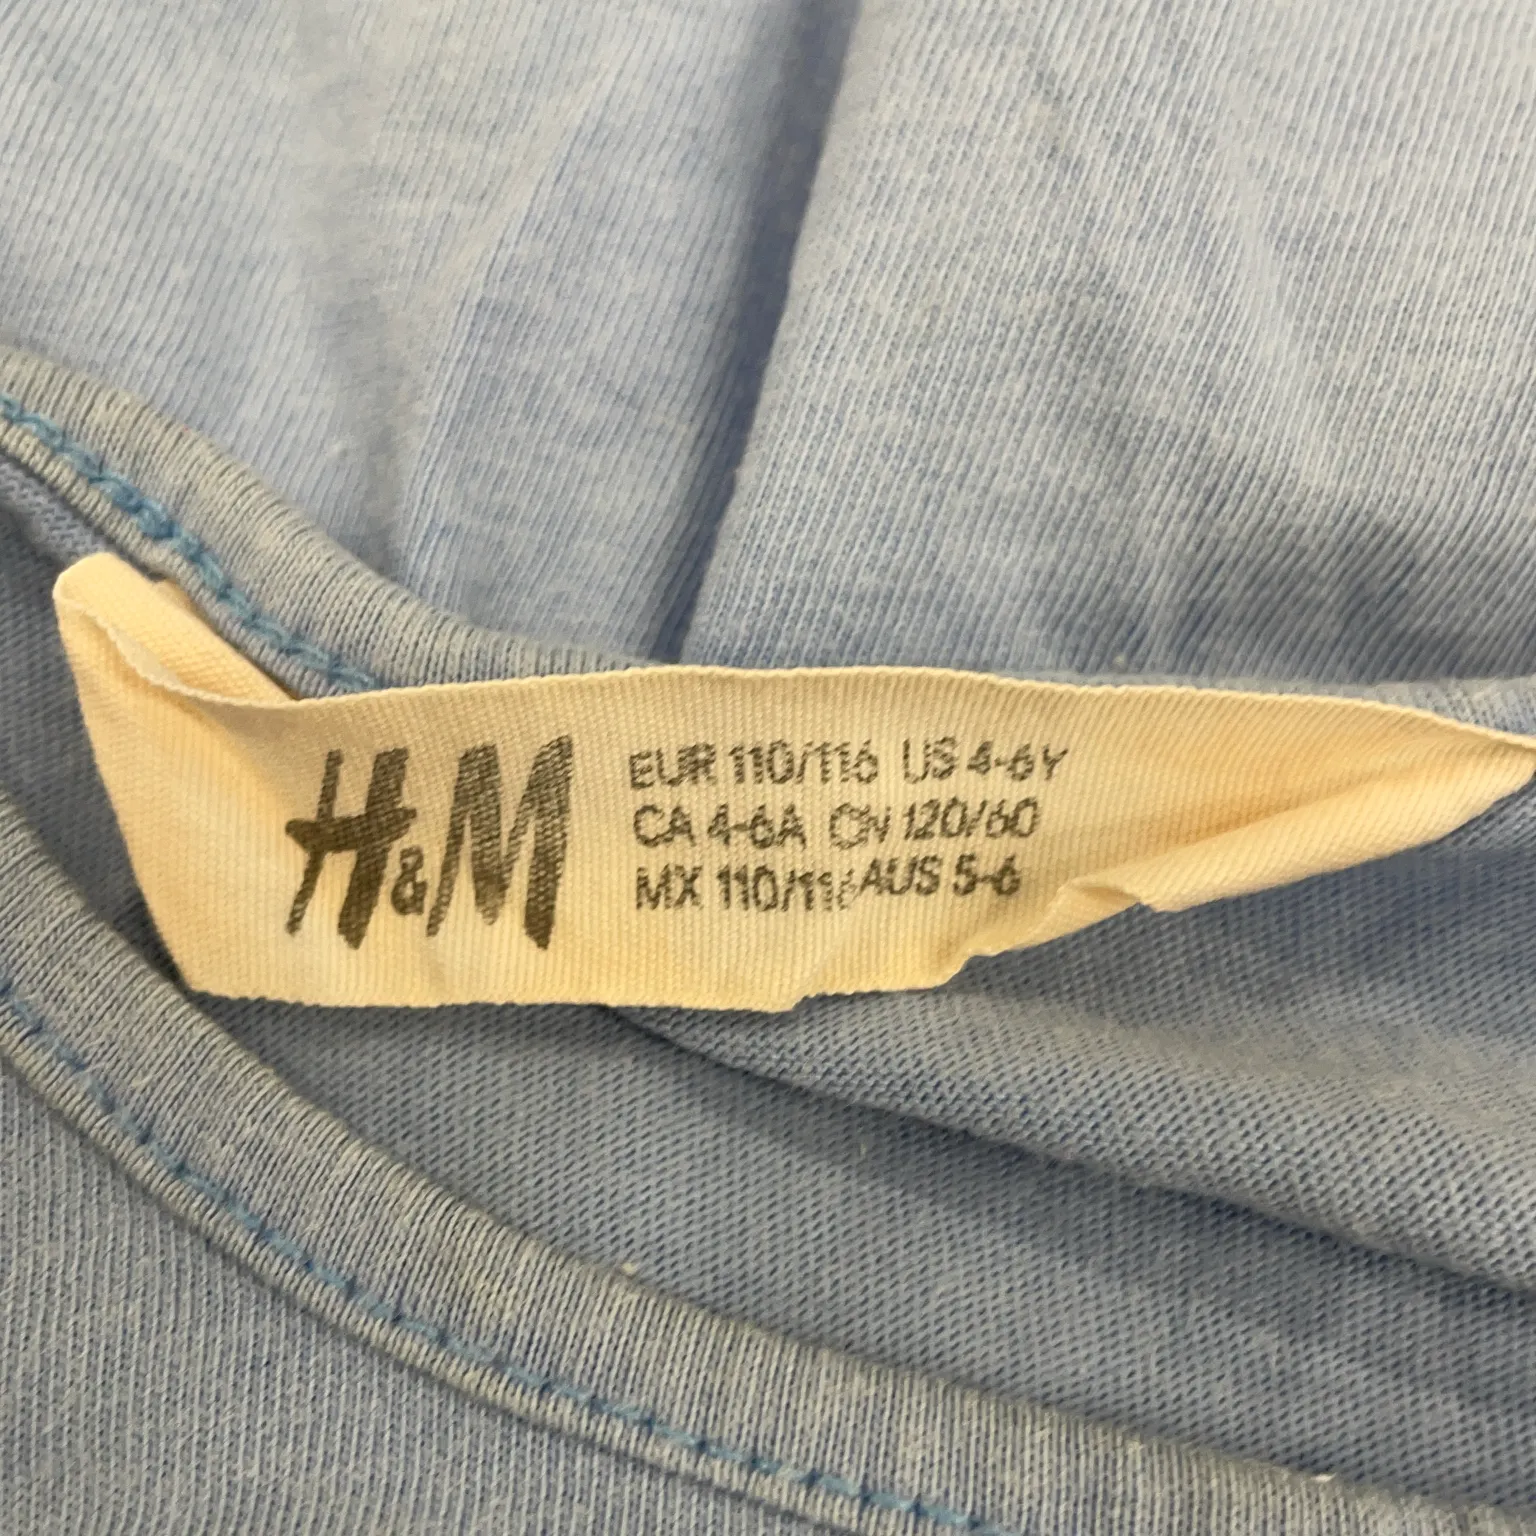 H&M
EUR 110/116 US 4-6Y
CA 4-6A CN 120/60
MX 110/116 AUS 5-6